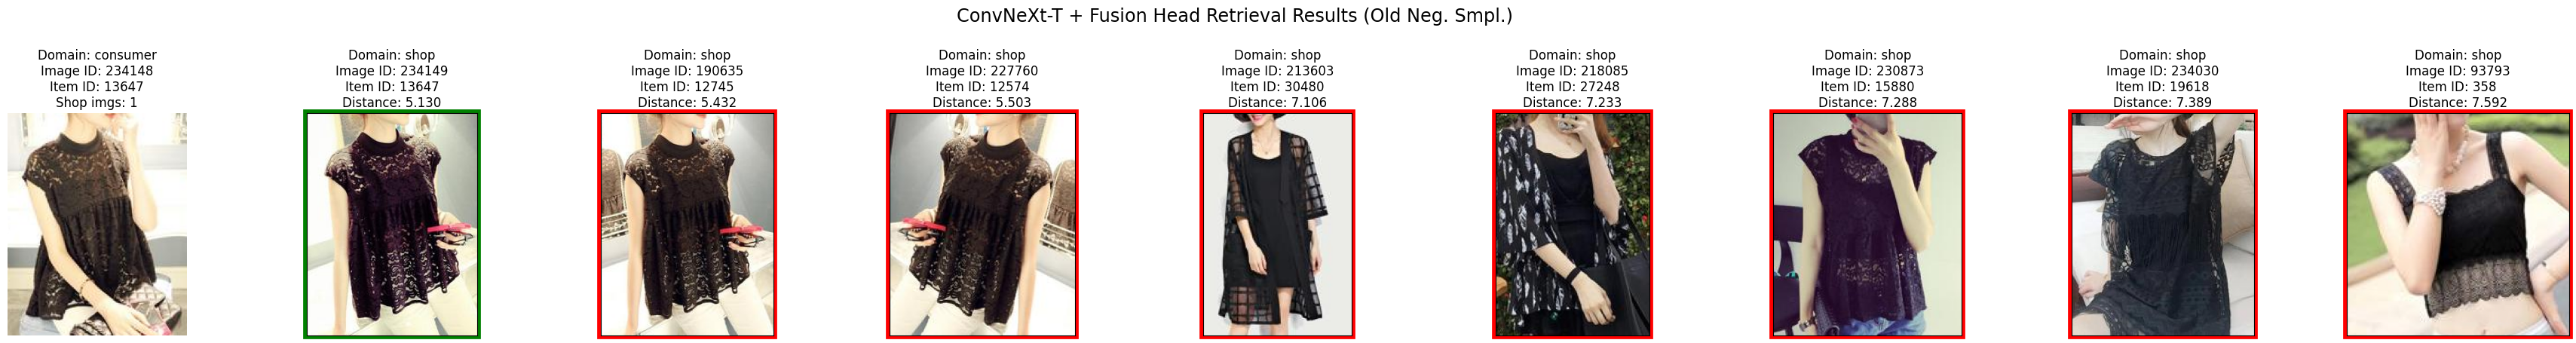 ConvNeXt-T + Fusion Head Retrieval Results (Old Neg. Smpl.)
Domain: consumer
Image ID: 234148
Item ID: 13647
Shop imgs: 1
Domain: shop
Image ID: 234149
Item ID: 13647
Distance: 5.130
Domain: shop
Image ID: 190635
Item ID: 12745
Distance: 5.432
Domain: shop
Image ID: 227760
Item ID: 12574
Distance: 5.503
Domain: shop
Image ID: 213603
Item ID: 30480
Distance: 7.106
Domain: shop
Image ID: 218085
Item ID: 27248
Distance: 7.233
Domain: shop
Image ID: 230873
Item ID: 15880
Distance: 7.288
Domain: shop
Image ID: 234030
Item ID: 19618
Distance: 7.389
Domain: shop
Image ID: 93793
Item ID: 358
Distance: 7.592